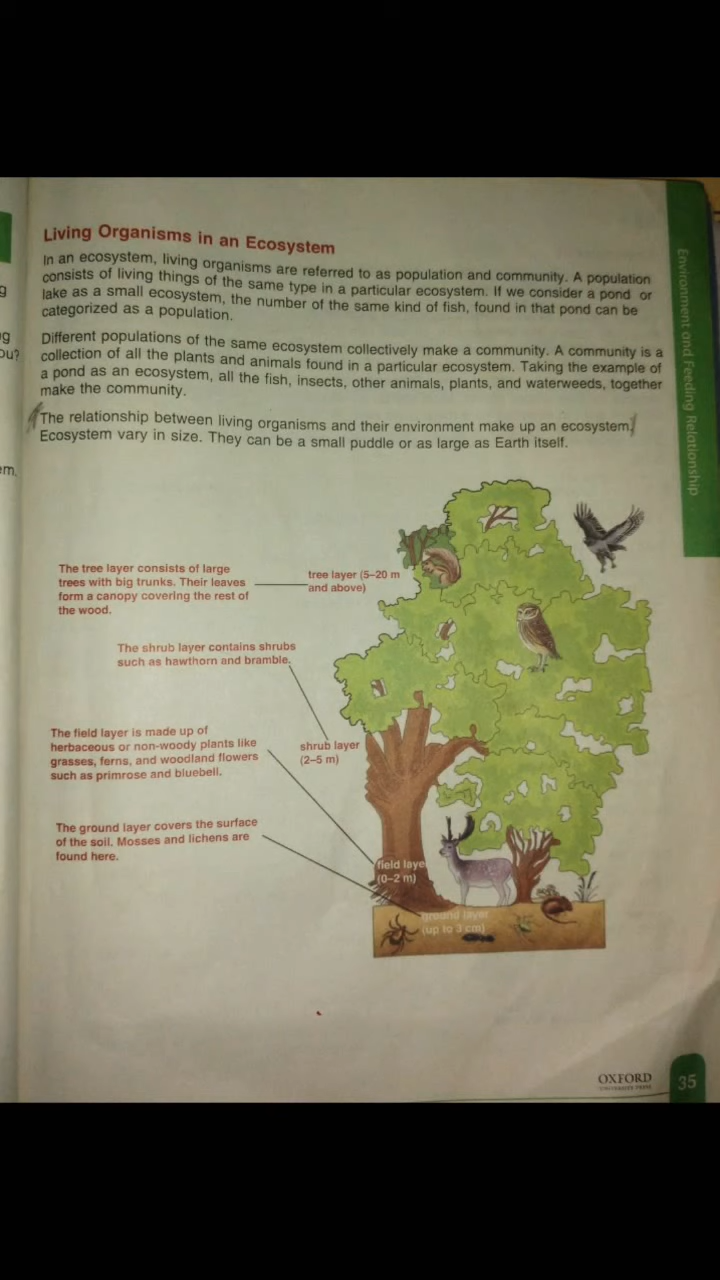 Living Organisms in an Ecosystem
In an ecosystem, living organisms are referred to as population and community. A population
consists of living things of the same type in a particular ecosystem. If we consider a pond or
lake as a small ecosystem, the number of the same kind of fish, found in that pond can be
categorized as a population.
Different populations of the same ecosystem collectively make a community. A community is a
collection of all the plants and animals found in a particular ecosystem. Taking the example of
a pond as an ecosystem, all the fish, insects, other animals, plants, and waterweeds, together
make the community.
The relationship between living organisms and their environment make up an ecosystem.
Ecosystem vary in size. They can be a small puddle or as large as Earth itself.
The tree layer consists of large
trees with big trunks. Their leaves
form a canopy covering the rest of
the wood.
tree layer (5–20 m
and above)
The shrub layer contains shrubs
such as hawthorn and bramble.
shrub layer
(2–5 m)
The field layer is made up of
herbaceous or non-woody plants like
grasses, ferns, and woodland flowers
such as primrose and bluebell.
field laye
(0–2 m)
The ground layer covers the surface
of the soil. Mosses and lichens are
found here.
ground layer
(up to 3 cm)
Environment and Feeding Relationship
OXFORD
UNIVERSITY PRESS
35
g
ou?
em.